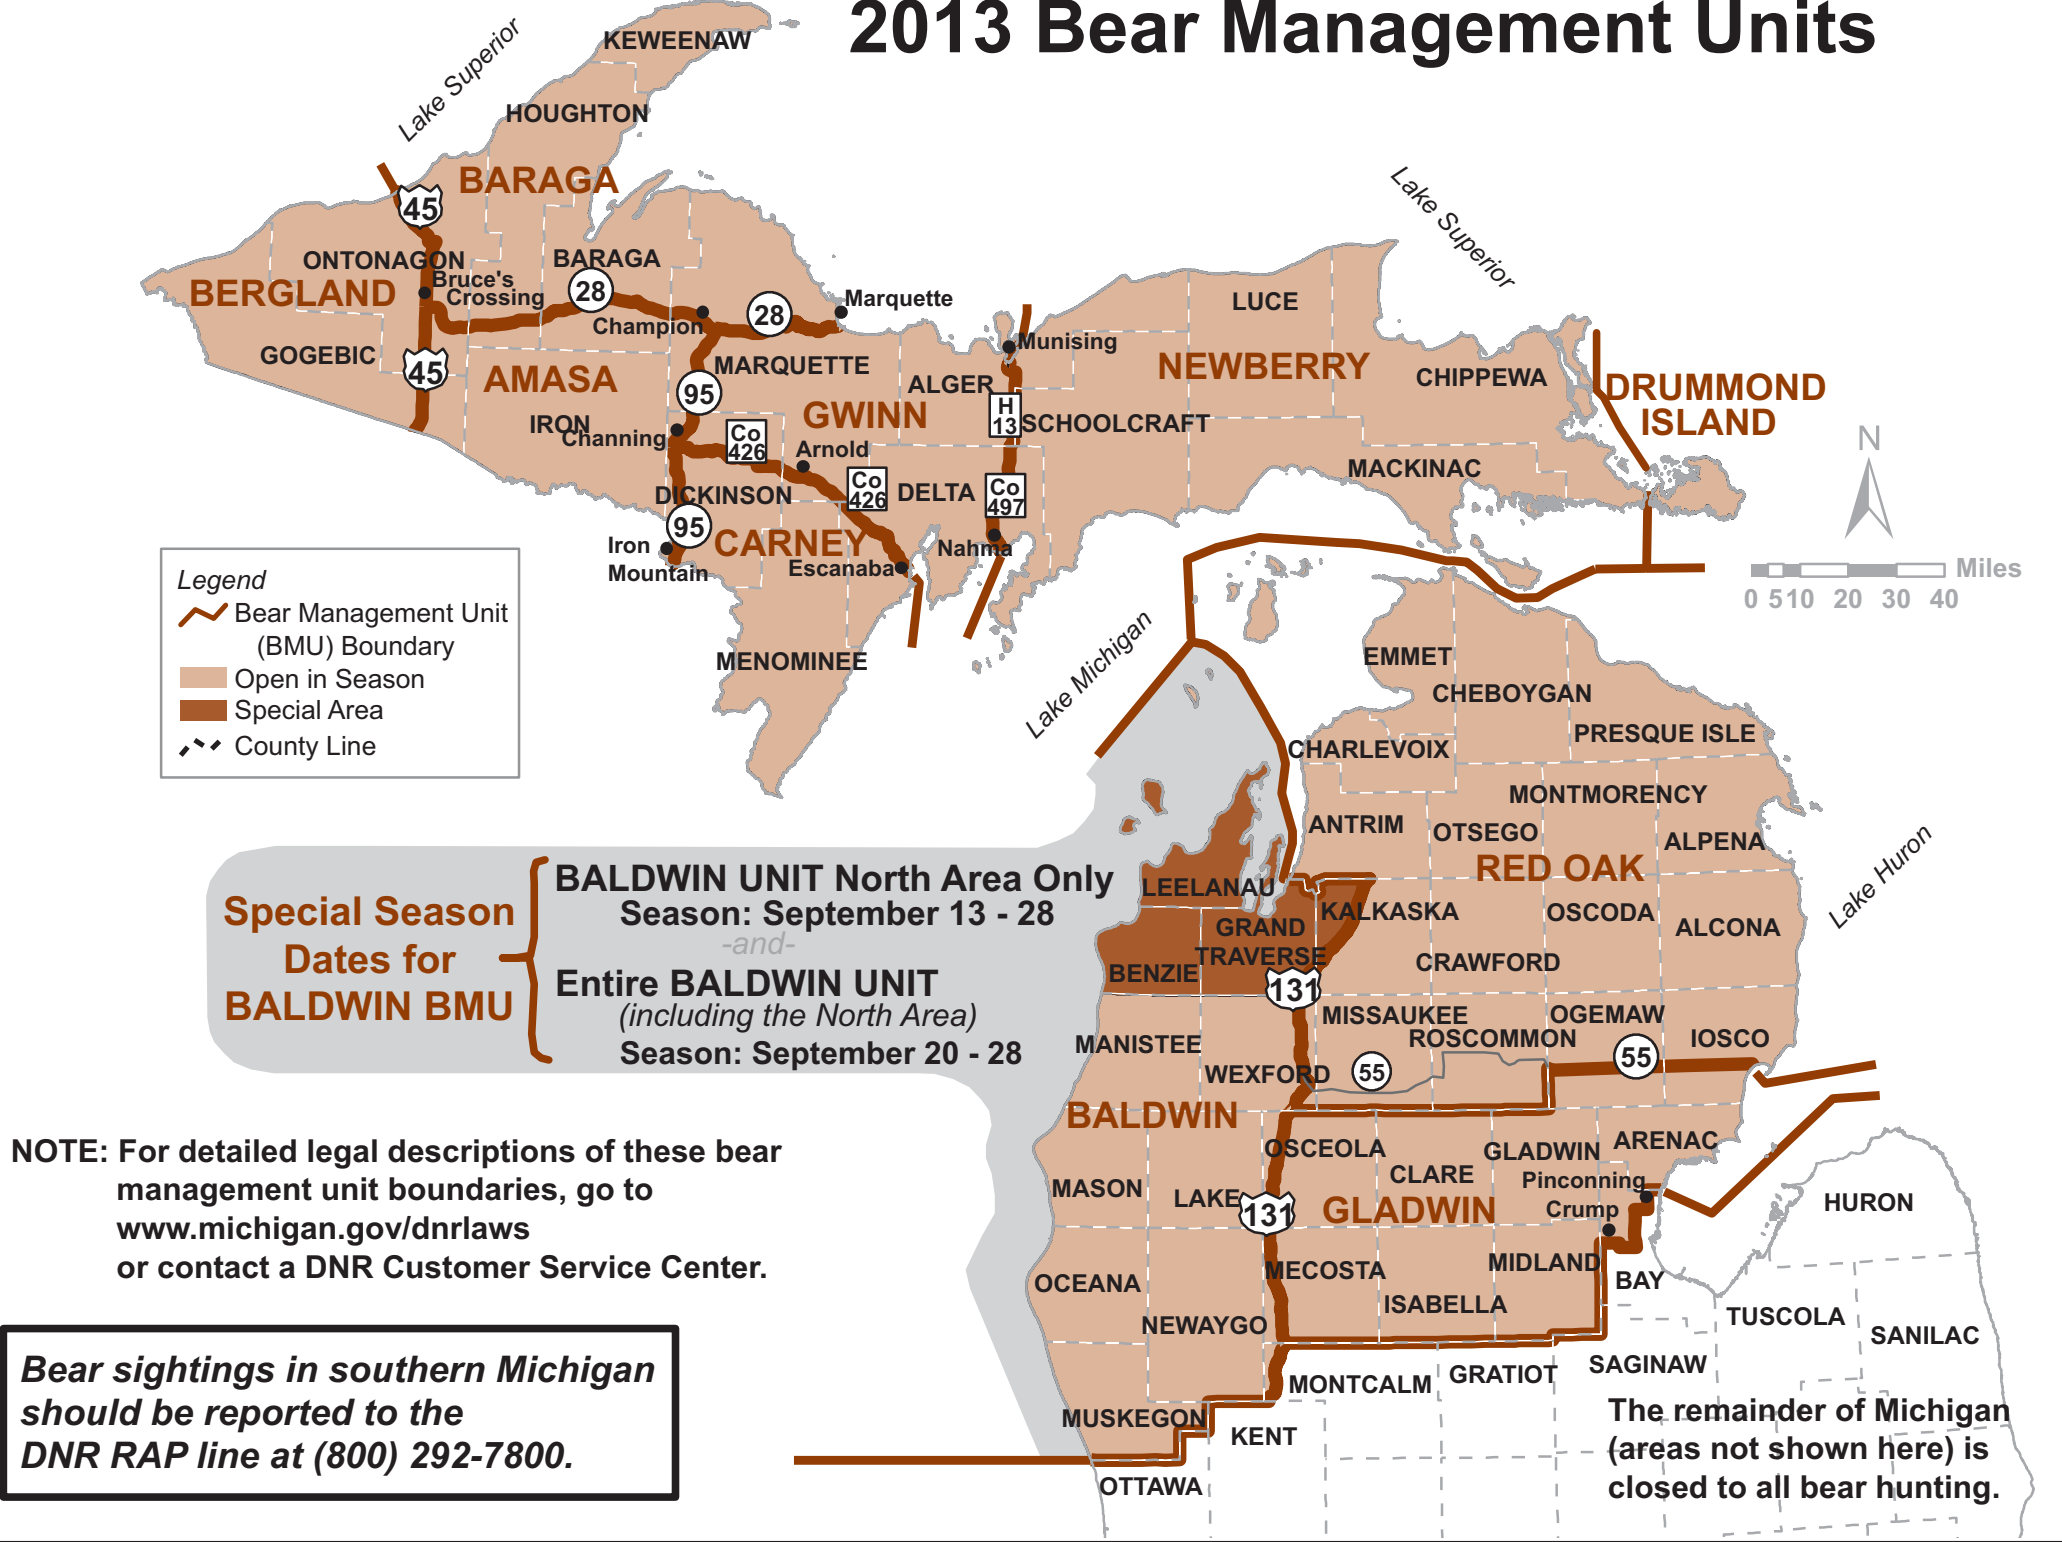 2013 Bear Management Units
Lake Superior
KEWEENAW
HOUGHTON
BARAGA
45
ONTONAGON
BARAGA
BERGLAND
Bruce's
Crossing
28
Champion
28
Marquette
GOGEBIC
45
AMASA
MARQUETTE
IRON
Channing
95
Co
426
GWINN
Arnold
ALGER
Munising
H
13
SCHOOLCRAFT
LUCE
NEWBERRY
Lake Superior
CHIPPEWA
DRUMMOND
ISLAND
MACKINAC
DICKINSON
Co
426
DELTA
Co
497
95
CARNEY
Iron
Mountain
Escanaba
Nahma
MENOMINEE
N
Miles
0 5 10 20 30 40
Legend
Bear Management Unit
(BMU) Boundary
Open in Season
Special Area
County Line
Lake Michigan
EMMET
CHEBOYGAN
PRESQUE ISLE
CHARLEVOIX
MONTMORENCY
ANTRIM
OTSEGO
ALPENA
RED OAK
Lake Huron
LEELANAU
KALKASKA
OSCODA
ALCONA
GRAND
TRAVERSE
CRAWFORD
BENZIE
131
MISSAUKEE
ROSCOMMON
OGEMAW
IOSCO
MANISTEE
WEXFORD
55
55
BALDWIN
OSCEOLA
CLARE
GLADWIN
ARENAC
Pinconning
Crump
MASON
LAKE
131
GLADWIN
HURON
OCEANA
MECOSTA
MIDLAND
BAY
ISABELLA
NEWAYGO
TUSCOLA
SANILAC
MONTCALM
GRATIOT
SAGINAW
MUSKEGON
KENT
OTTAWA
Special Season
Dates for
BALDWIN BMU
BALDWIN UNIT North Area Only
Season: September 13 - 28
-and-
Entire BALDWIN UNIT
(including the North Area)
Season: September 20 - 28
NOTE: For detailed legal descriptions of these bear
management unit boundaries, go to
www.michigan.gov/dnrlaws
or contact a DNR Customer Service Center.
Bear sightings in southern Michigan
should be reported to the
DNR RAP line at (800) 292-7800.
The remainder of Michigan
(areas not shown here) is
closed to all bear hunting.